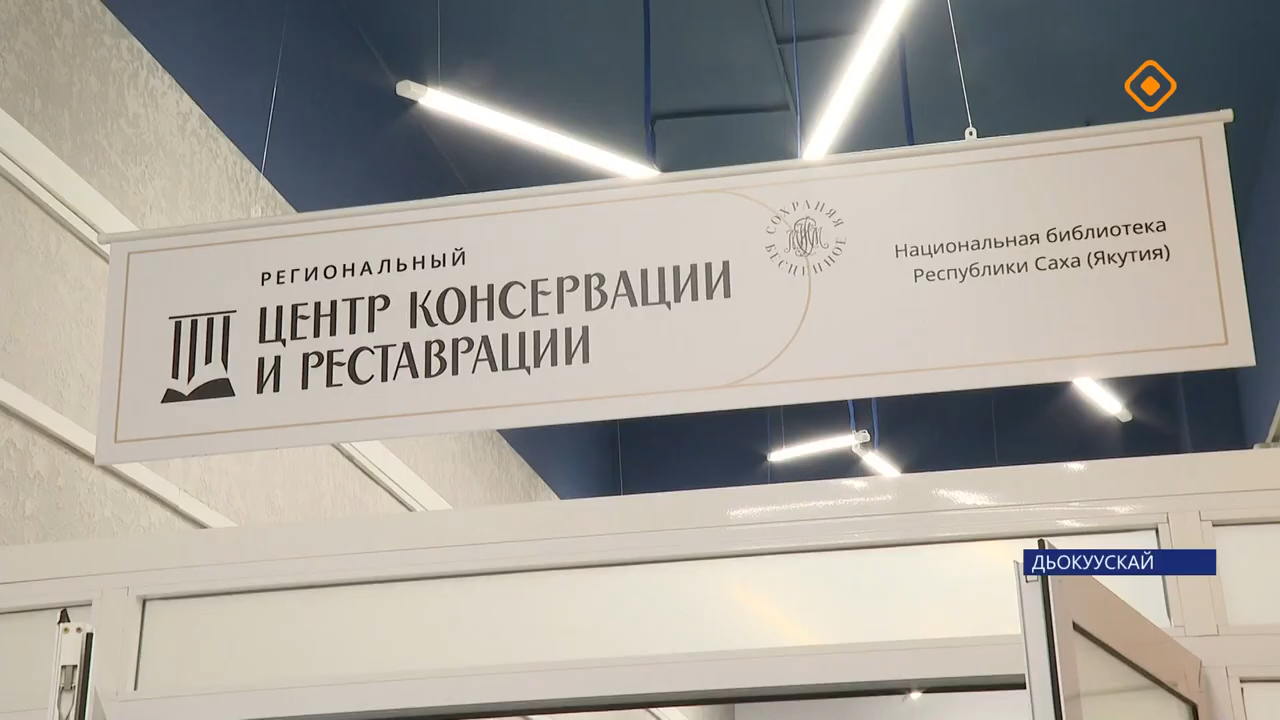 РЕГИОНАЛЬНЫЙ
ЦЕНТР КОНСЕРВАЦИИ
И РЕСТАВРАЦИИ
СОХРАНЯЯ
БЕСЦЕННОЕ
Национальная библиотека
Республики Саха (Якутия)
ДЬОКУУСКАЙ